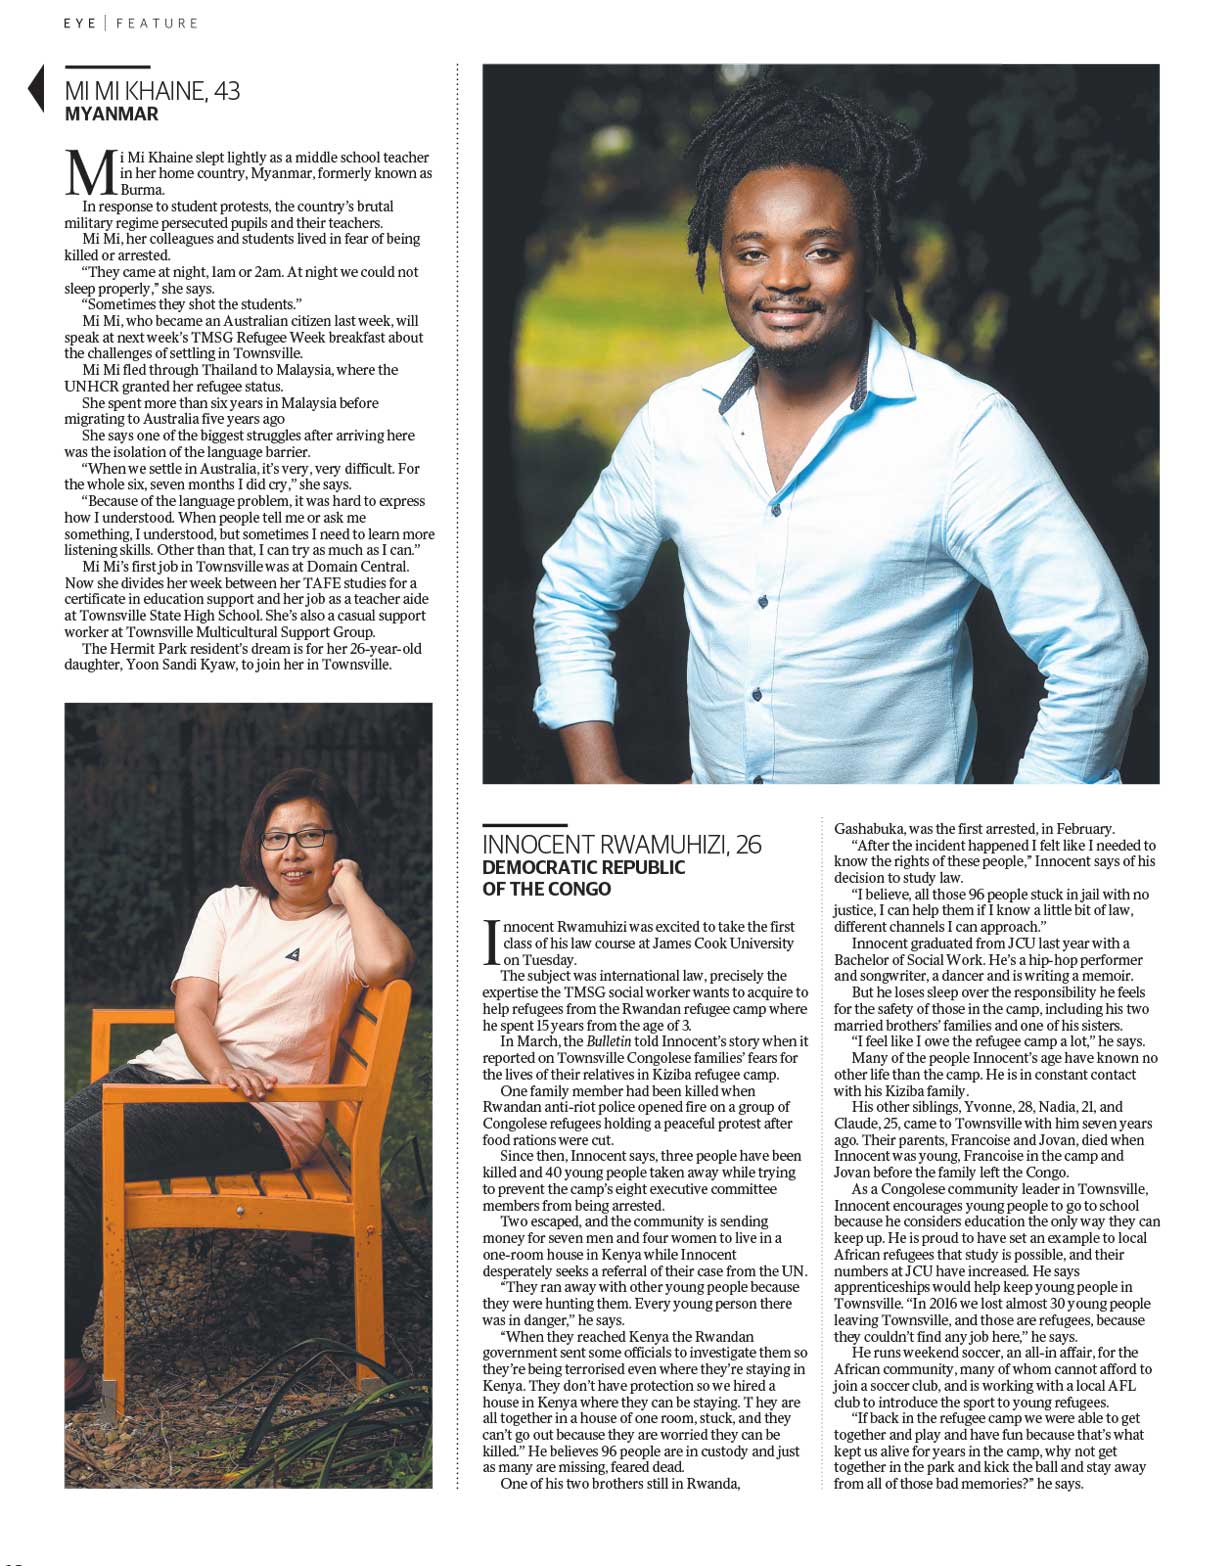 EYE | FEATURE
MI MI KHAINE, 43
MYANMAR
Mi Mi Khaine slept lightly as a middle school teacher
in her home country, Myanmar, formerly known as
Burma.
In response to student protests, the country's brutal
military regime persecuted pupils and their teachers.
Mi Mi, her colleagues and students lived in fear of being
killed or arrested.
“They came at night, 1am or 2am. At night we could not
sleep properly,” she says.
“Sometimes they shot the students.”
Mi Mi, who became an Australian citizen last week, will
speak at next week's TMSG Refugee Week breakfast about
the challenges of settling in Townsville.
Mi Mi fled through Thailand to Malaysia, where the
UNHCR granted her refugee status.
She spent more than six years in Malaysia before
migrating to Australia five years ago
She says one of the biggest struggles after arriving here
was the isolation of the language barrier.
“When we settle in Australia, it's very, very difficult. For
the whole six, seven months I did cry,” she says.
“Because of the language problem, it was hard to express
how I understood. When people tell me or ask me
something, I understood, but sometimes I need to learn more
listening skills. Other than that, I can try as much as I can.”
Mi Mi's first job in Townsville was at Domain Central.
Now she divides her week between her TAFE studies for a
certificate in education support and her job as a teacher aide
at Townsville State High School. She's also a casual support
worker at Townsville Multicultural Support Group.
The Hermit Park resident's dream is for her 26-year-old
daughter, Yoon Sandi Kyaw, to join her in Townsville.
INNOCENT RWAMUHIZI, 26
DEMOCRATIC REPUBLIC
OF THE CONGO
Innocent Rwamuhizi was excited to take the first
class of his law course at James Cook University
on Tuesday.
The subject was international law, precisely the
expertise the TMSG social worker wants to acquire to
help refugees from the Rwandan refugee camp where
he spent 15 years from the age of 3.
In March, the Bulletin told Innocent's story when it
reported on Townsville Congolese families' fears for
the lives of their relatives in Kiziba refugee camp.
One family member had been killed when
Rwandan anti-riot police opened fire on a group of
Congolese refugees holding a peaceful protest after
food rations were cut.
Since then, Innocent says, three people have been
killed and 40 young people taken away while trying
to prevent the camp's eight executive committee
members from being arrested.
Two escaped, and the community is sending
money for seven men and four women to live in a
one-room house in Kenya while Innocent
desperately seeks a referral of their case from the UN.
“They ran away with other young people because
they were hunting them. Every young person there
was in danger,” he says.
“When they reached Kenya the Rwandan
government sent some officials to investigate them so
they're being terrorised even where they're staying in
Kenya. They don't have protection so we hired a
house in Kenya where they can be staying. T hey are
all together in a house of one room, stuck, and they
can't go out because they are worried they can be
killed.” He believes 96 people are in custody and just
as many are missing, feared dead.
One of his two brothers still in Rwanda,
Gashabuka, was the first arrested, in February.
“After the incident happened I felt like I needed to
know the rights of these people,” Innocent says of his
decision to study law.
“I believe, all those 96 people stuck in jail with no
justice, I can help them if I know a little bit of law,
different channels I can approach.”
Innocent graduated from JCU last year with a
Bachelor of Social Work. He's a hip-hop performer
and songwriter, a dancer and is writing a memoir.
But he loses sleep over the responsibility he feels
for the safety of those in the camp, including his two
married brothers' families and one of his sisters.
“I feel like I owe the refugee camp a lot,” he says.
Many of the people Innocent's age have known no
other life than the camp. He is in constant contact
with his Kiziba family.
His other siblings, Yvonne, 28, Nadia, 21, and
Claude, 25, came to Townsville with him seven years
ago. Their parents, Francoise and Jovan, died when
Innocent was young, Francoise in the camp and
Jovan before the family left the Congo.
As a Congolese community leader in Townsville,
Innocent encourages young people to go to school
because he considers education the only way they can
keep up. He is proud to have set an example to local
African refugees that study is possible, and their
numbers at JCU have increased. He says
apprenticeships would help keep young people in
Townsville. “In 2016 we lost almost 30 young people
leaving Townsville, and those are refugees, because
they couldn't find any job here,” he says.
He runs weekend soccer, an all-in affair, for the
African community, many of whom cannot afford to
join a soccer club, and is working with a local AFL
club to introduce the sport to young refugees.
“If back in the refugee camp we were able to get
together and play and have fun because that's what
kept us alive for years in the camp, why not get
together in the park and kick the ball and stay away
from all of those bad memories?” he says.